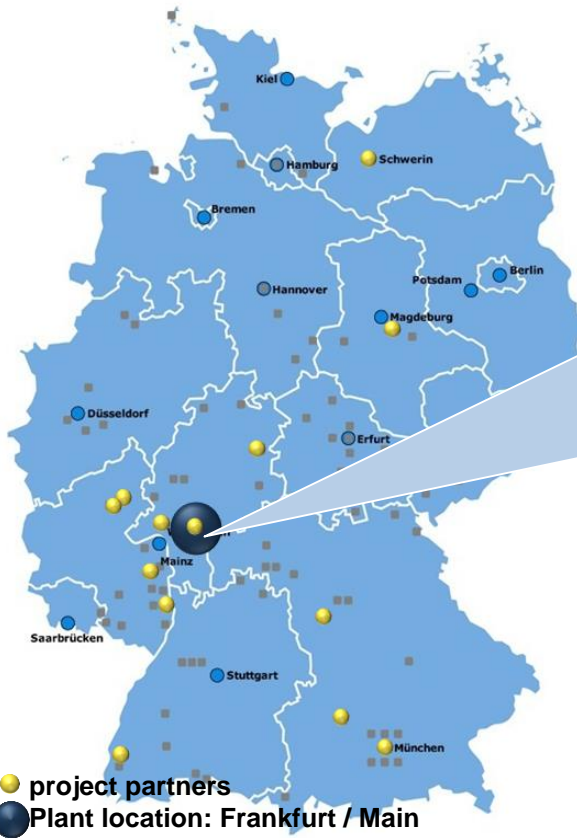 Kiel
Schwerin
Hamburg
Bremen
Berlin
Potsdam
Hannover
Magdeburg
Düsseldorf
Erfurt
Mainz
Saarbrücken
Stuttgart
München
project partners
Plant location: Frankfurt / Main